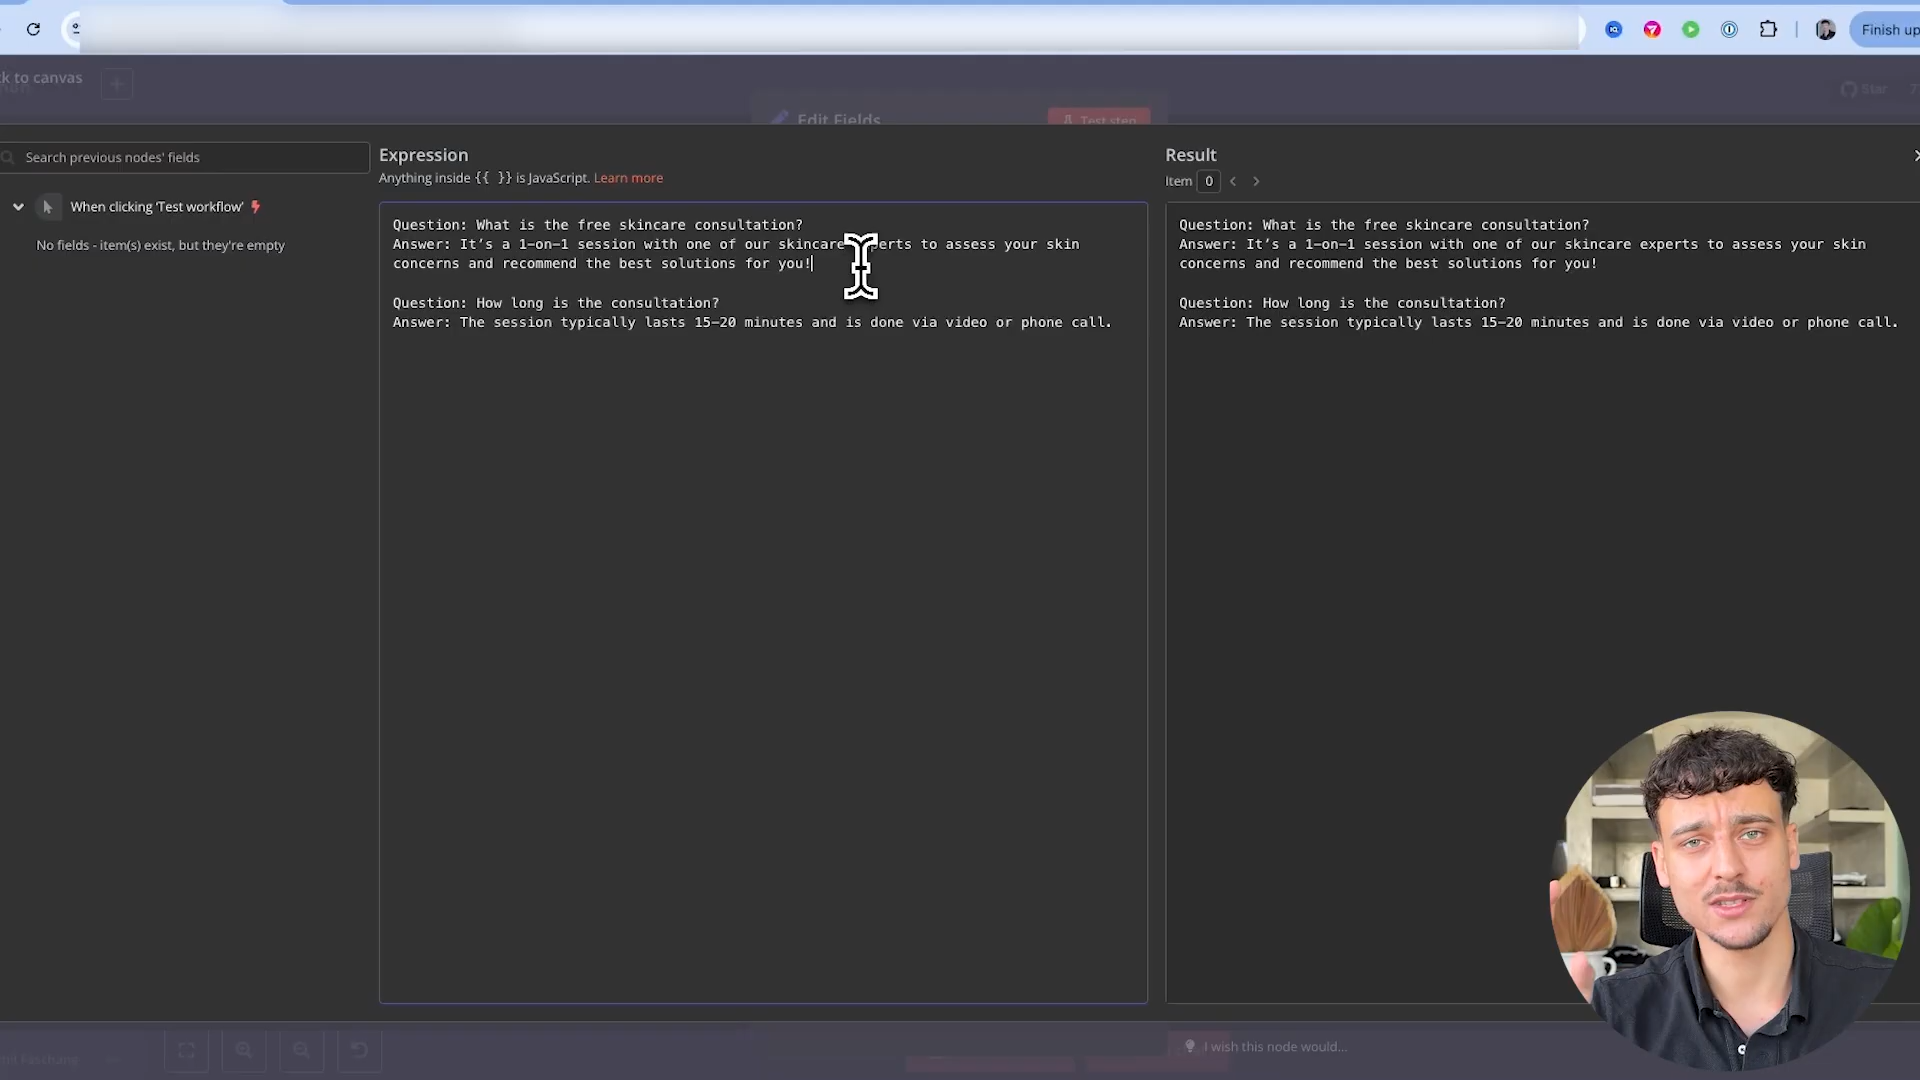 Finish up
k to canvas
Star
Edit Fields
Test step
Search previous nodes' fields
When clicking 'Test workflow'
No fields - item(s) exist, but they're empty
Expression
Anything inside {{ }} is JavaScript. Learn more
Question: What is the free skincare consultation?
Answer: It's a 1-on-1 session with one of our skincare experts to assess your skin
concerns and recommend the best solutions for you!
Question: How long is the consultation?
Answer: The session typically lasts 15–20 minutes and is done via video or phone call.
Result
Item 0
Question: What is the free skincare consultation?
Answer: It's a 1-on-1 session with one of our skincare experts to assess your skin
concerns and recommend the best solutions for you!
Question: How long is the consultation?
Answer: The session typically lasts 15–20 minutes and is done via video or phone call.
I wish this node would...